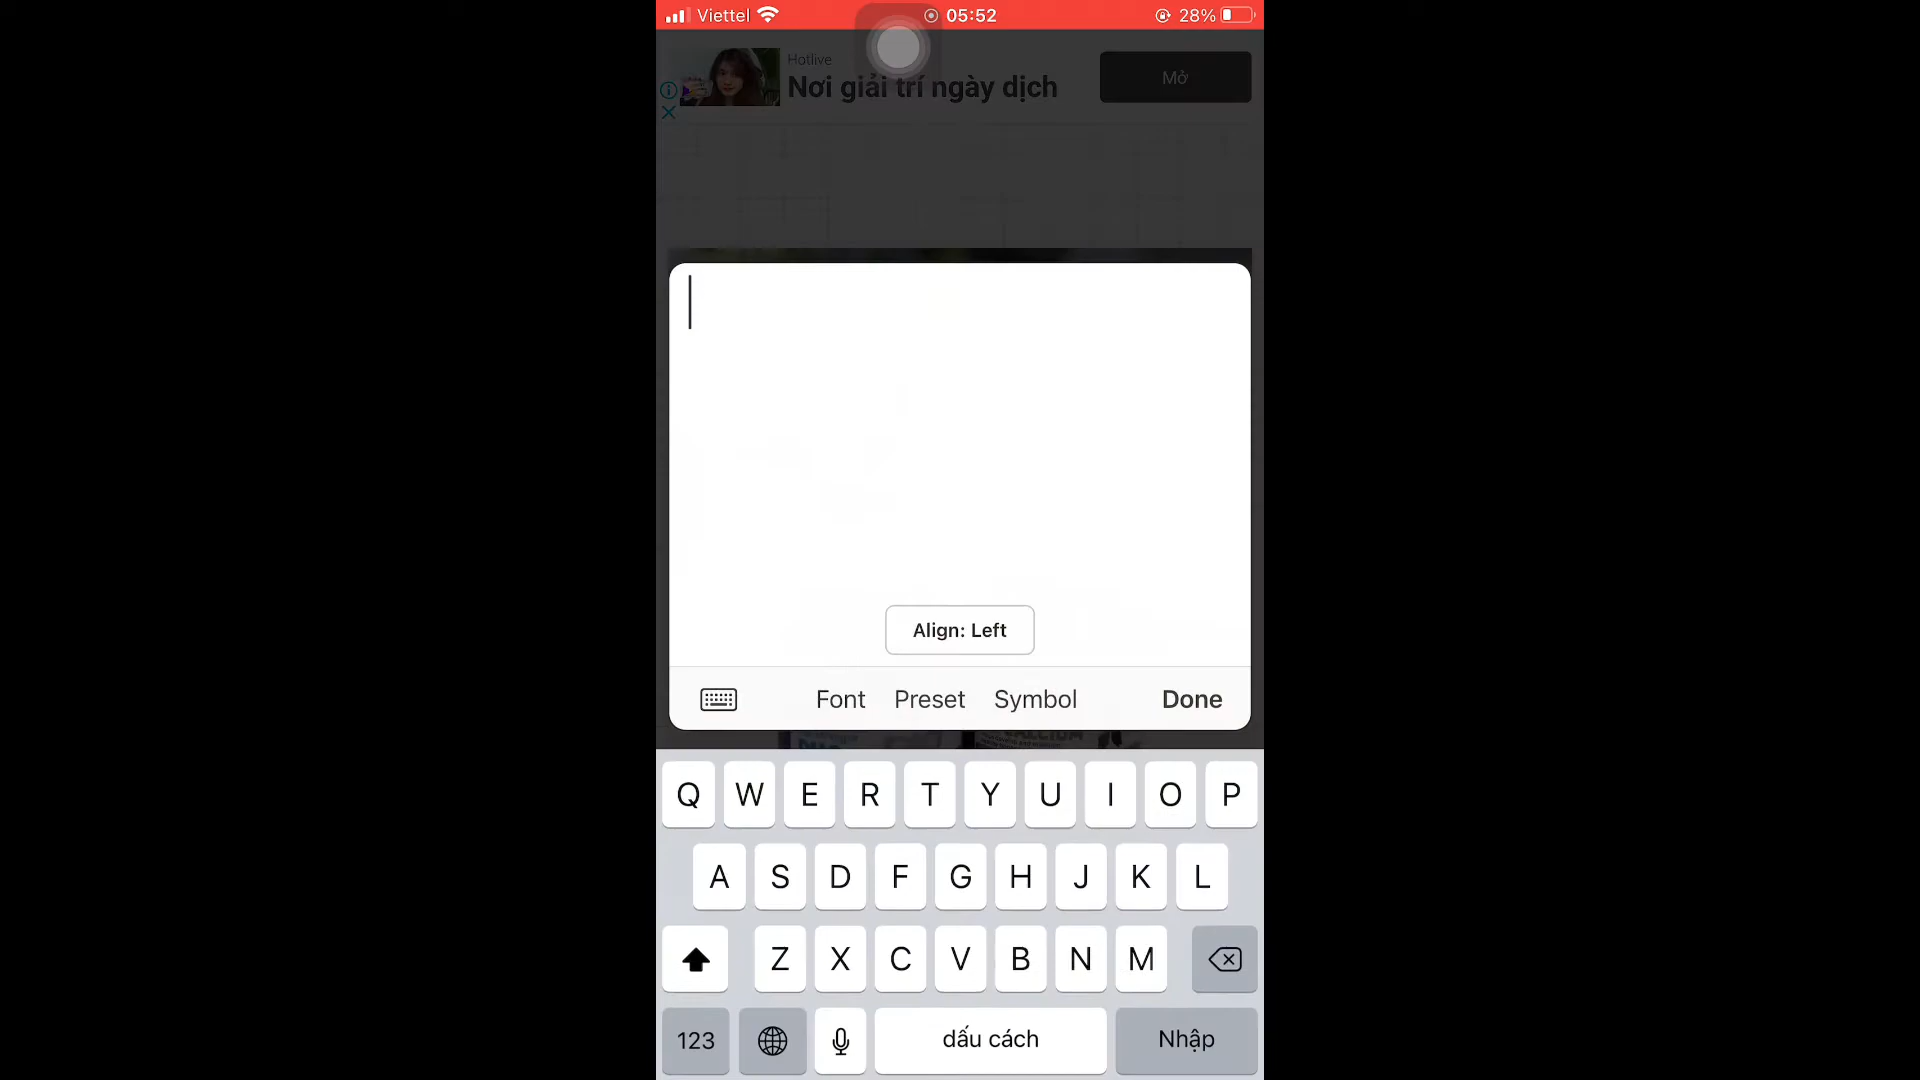 Viettel 05:52 28%
Hotlive
Nơi giải trí ngày dịch
Mở
Align: Left
Font Preset Symbol Done
CALCIUM
Q W E R T Y U I O P
A S D F G H J K L
Z X C V B N M
123 dấu cách Nhập